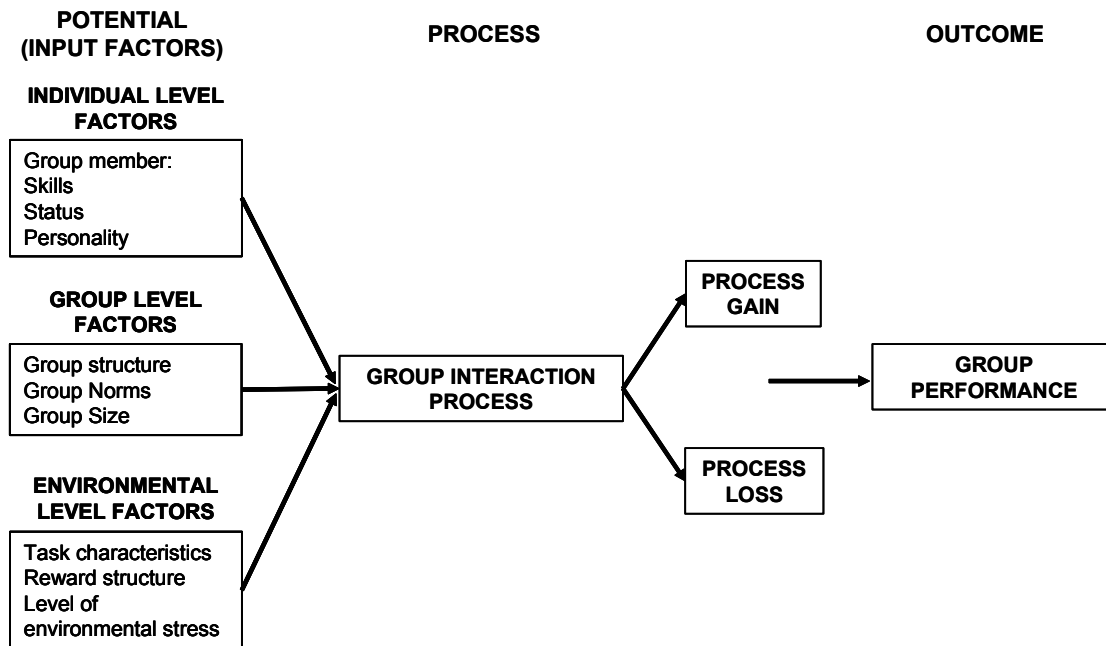 POTENTIAL
(INPUT FACTORS)
PROCESS
OUTCOME
INDIVIDUAL LEVEL
FACTORS
Group member:
Skills
Status
Personality
GROUP LEVEL
FACTORS
Group structure
Group Norms
Group Size
ENVIRONMENTAL
LEVEL FACTORS
Task characteristics
Reward structure
Level of
environmental stress
GROUP INTERACTION
PROCESS
PROCESS
GAIN
PROCESS
LOSS
GROUP
PERFORMANCE